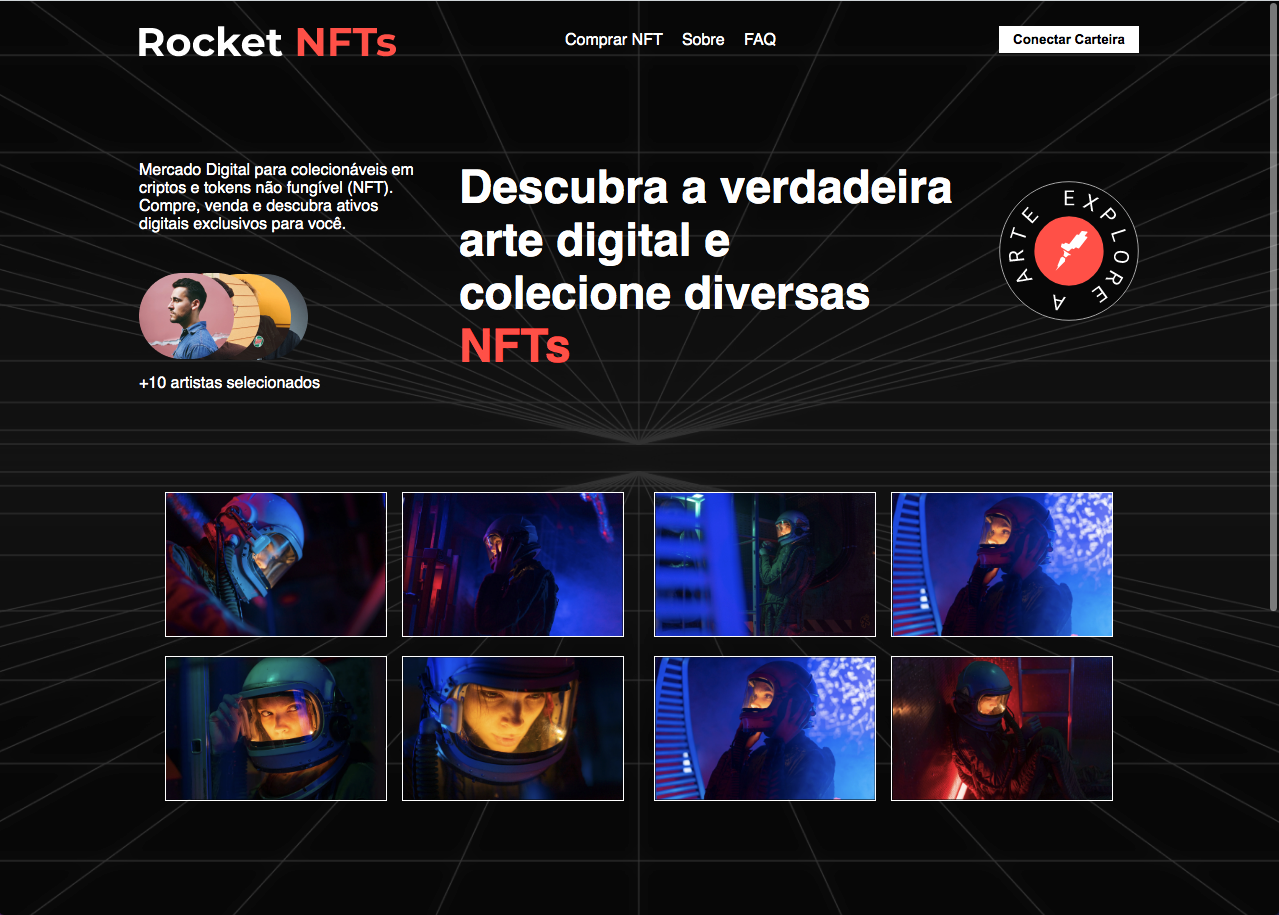 Rocket NFTs
Comprar NFT Sobre FAQ
Conectar Carteira
Mercado Digital para colecionáveis em
criptos e tokens não fungível (NFT).
Compre, venda e descubra ativos
digitais exclusivos para você.
+10 artistas selecionados
Descubra a verdadeira
arte digital e
colecione diversas
NFTs
EXPLORE A ARTE